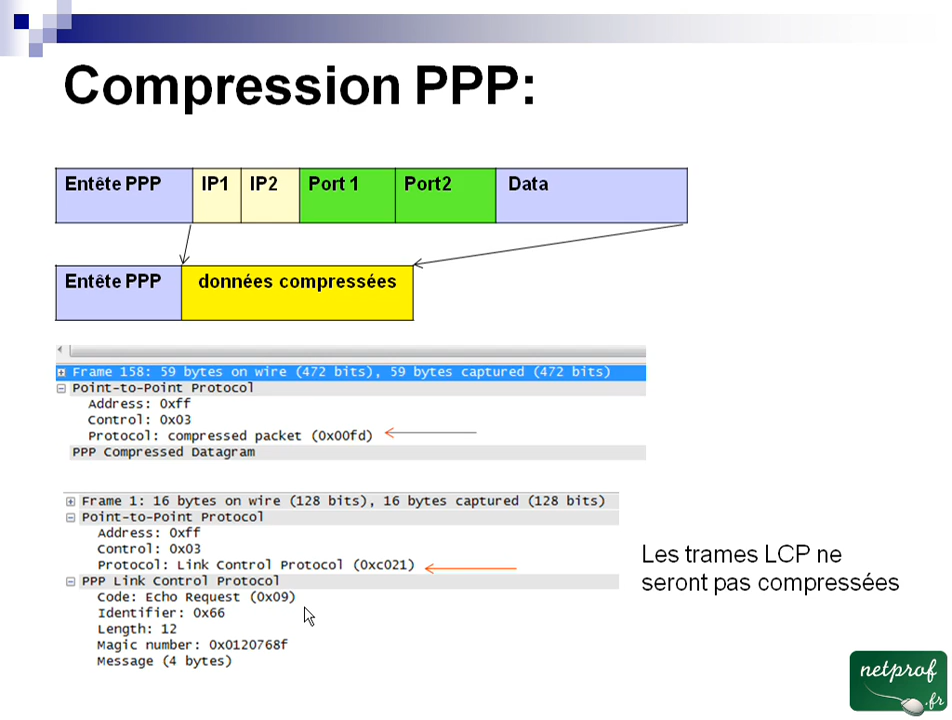 Compression PPP:
Entête PPP IP1 IP2 Port 1 Port2 Data
Entête PPP données compressées
Frame 158: 59 bytes on wire (472 bits), 59 bytes captured (472 bits)
Point-to-Point Protocol
Address: 0xff
Control: 0x03
Protocol: compressed packet (0x00fd)
PPP Compressed Datagram
Frame 1: 16 bytes on wire (128 bits), 16 bytes captured (128 bits)
Point-to-Point Protocol
Address: 0xff
Control: 0x03
Protocol: Link Control Protocol (0xc021)
PPP Link Control Protocol
Code: Echo Request (0x09)
Identifier: 0x66
Length: 12
Magic number: 0x0120768f
Message (4 bytes)
Les trames LCP ne
seront pas compressées
netprof
.fr